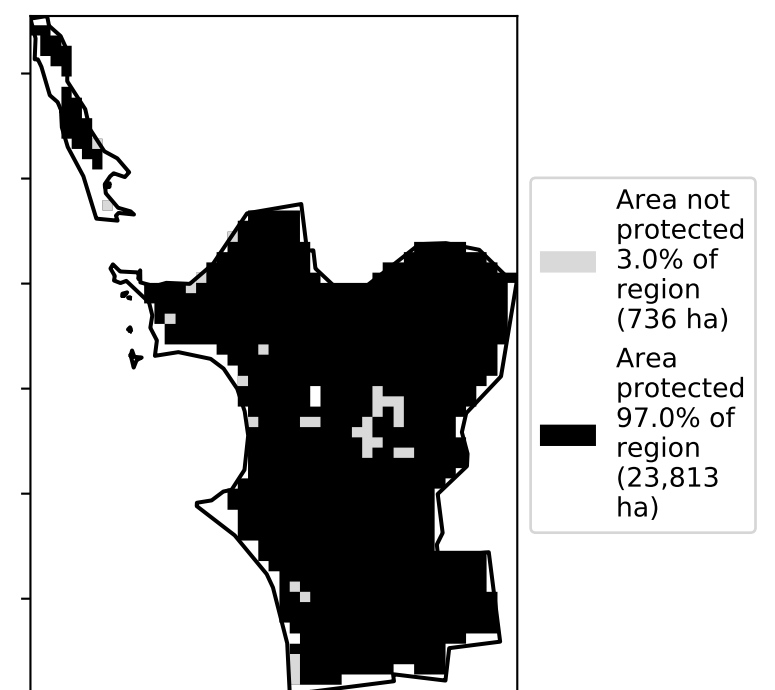 Area not
protected
3.0% of
region
(736 ha)
Area
protected
97.0% of
region
(23,813
ha)